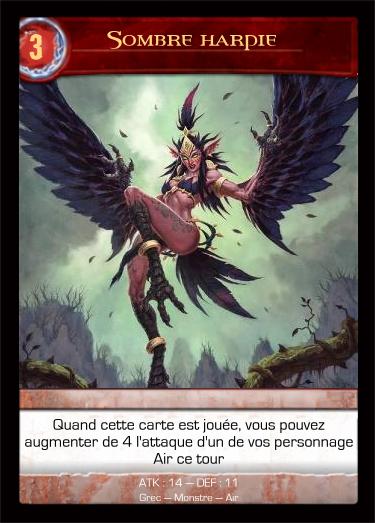 3
SOMBRE HARPIE
Quand cette carte est jouée, vous pouvez
augmenter de 4 l'attaque d'un de vos personnage
Air ce tour
ATK : 14 — DEF : 11
Grec — Monstre — Air